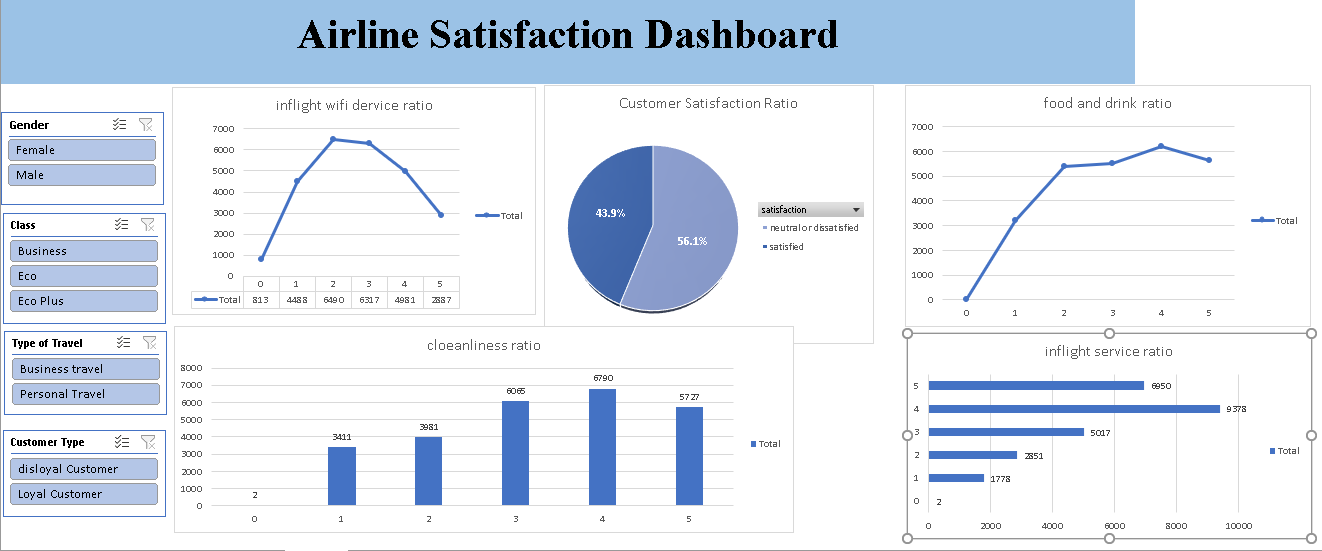 Airline Satisfaction Dashboard
Gender
Female
Male
Class
Business
Eco
Eco Plus
Type of Travel
Business travel
Personal Travel
Customer Type
disloyal Customer
Loyal Customer
inflight wifi dervice ratio
7000
6000
5000
4000
3000
2000
1000
0
0 1 2 3 4 5
Total 813 4488 6490 6317 4981 2887
Total
Customer Satisfaction Ratio
43.9%
56.1%
satisfaction
neutral or dissatisfied
satisfied
food and drink ratio
7000
6000
5000
4000
3000
2000
1000
0
0 1 2 3 4 5
Total
cloeanliness ratio
8000
7000
6000
5000
4000
3000
2000
1000
0
2 3411 3981 6065 6790 5727
0 1 2 3 4 5
Total
inflight service ratio
5 6950
4 9378
3 5017
2 2851
1 1778
0 2
0 2000 4000 6000 8000 10000
Total